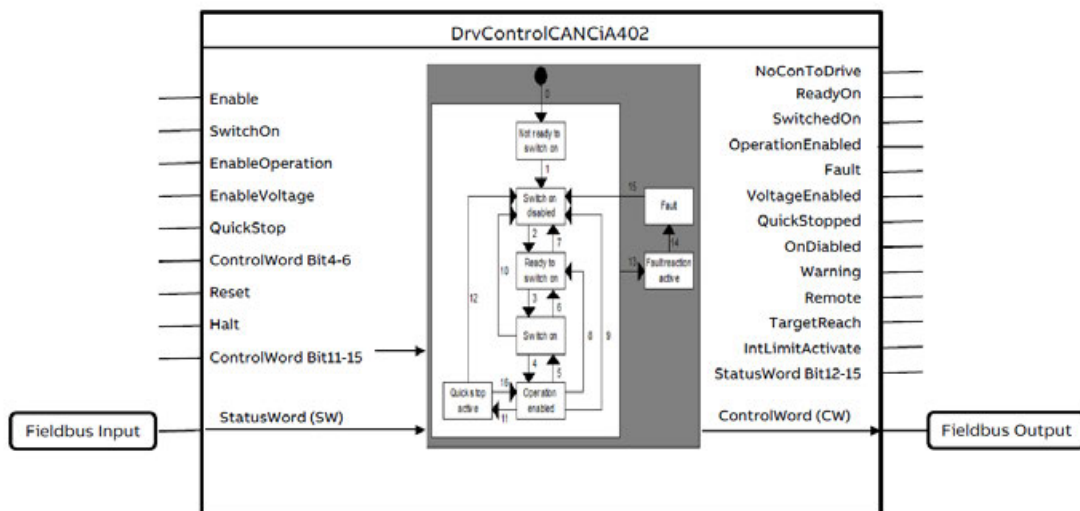 DrvControlCANCiA402
Enable
SwitchOn
EnableOperation
EnableVoltage
QuickStop
ControlWord Bit4-6
Reset
Halt
ControlWord Bit11-15
StatusWord (SW)
Fieldbus Input
0
Not ready to
switch on
1
Switch on
disabled
2
7
Ready to
switch on
3
6
Switch on
4
5
Operation
enabled
Quick stop
active
16
11
12
10
8
9
15
Fault
14
13
Fault reaction
active
NoConToDrive
ReadyOn
SwitchedOn
OperationEnabled
Fault
VoltageEnabled
QuickStopped
OnDiabled
Warning
Remote
TargetReach
IntLimitActivate
StatusWord Bit12-15
ControlWord (CW)
Fieldbus Output